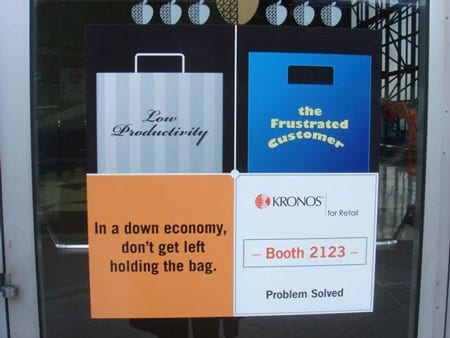 Low
Productivity
the
Frustrated
Customer
In a down economy,
don't get left
holding the bag.
KRONOS®
for Retail
– Booth 2123 –
Problem Solved